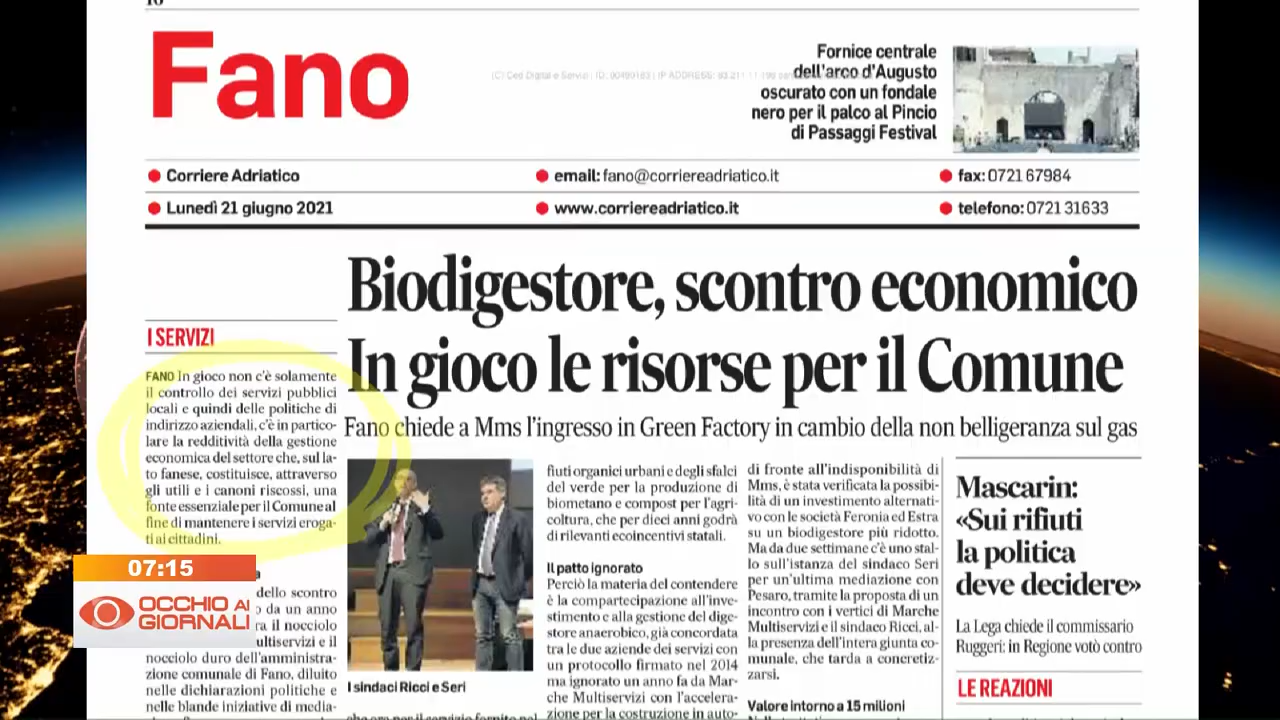 Fano
Fornice centrale
dell'arco d'Augusto
oscurato con un fondale
nero per il palco al Pincio
di Passaggi Festival
Corriere Adriatico
email: fano@corriereadriatico.it
fax: 0721 67984
Lunedì 21 giugno 2021
www.corriereadriatico.it
telefono: 0721 31633
Biodigestore, scontro economico
In gioco le risorse per il Comune
Fano chiede a Mms l'ingresso in Green Factory in cambio della non belligeranza sul gas
I SERVIZI
FANO In gioco non c'è solamente
il controllo dei servizi pubblici
locali e quindi delle politiche di
indirizzo aziendali, c'è in partico-
lare la redditività della gestione
economica del settore che, sul la-
to fanese, costituisce, attraverso
gli utili e i canoni riscossi, una
fonte essenziale per il Comune al
fine di mantenere i servizi eroga-
ti ai cittadini.
dello scontro
da un anno
ra il nocciolo
ultiservizi e il
nocciolo duro dell'amministra-
zione comunale di Fano, diluito
nelle dichiarazioni politiche e
nelle blande iniziative di media-
I sindaci Ricci e Seri
fiuti organici urbani e degli sfalci
del verde per la produzione di
biometano e compost per l'agri-
coltura, che per dieci anni godrà
di rilevanti ecoincentivi statali.
Il patto ignorato
Perciò la materia del contendere
è la compartecipazione all'inve-
stimento e alla gestione del dige-
store anaerobico, già concordata
tra le due aziende dei servizi con
un protocollo firmato nel 2014
ma ignorato un anno fa da Mar-
che Multiservizi con l'accelera-
zione per la costruzione in auto-
di fronte all'indisponibilità di
Mms, è stata verificata la possibi-
lità di un investimento alternati-
vo con le società Feronia ed Estra
su un biodigestore più ridotto.
Ma da due settimane c'è uno stal-
lo sull'istanza del sindaco Seri
per un'ultima mediazione con
Pesaro, tramite la proposta di un
incontro con i vertici di Marche
Multiservizi e il sindaco Ricci, al-
la presenza dell'intera giunta co-
munale, che tarda a concretiz-
zarsi.
Valore intorno a 15 milioni
Mascarin:
«Sui rifiuti
la politica
deve decidere»
La Lega chiede il commissario
Ruggeri: in Regione votò contro
LE REAZIONI
07:15
OCCHIO AI
GIORNALI